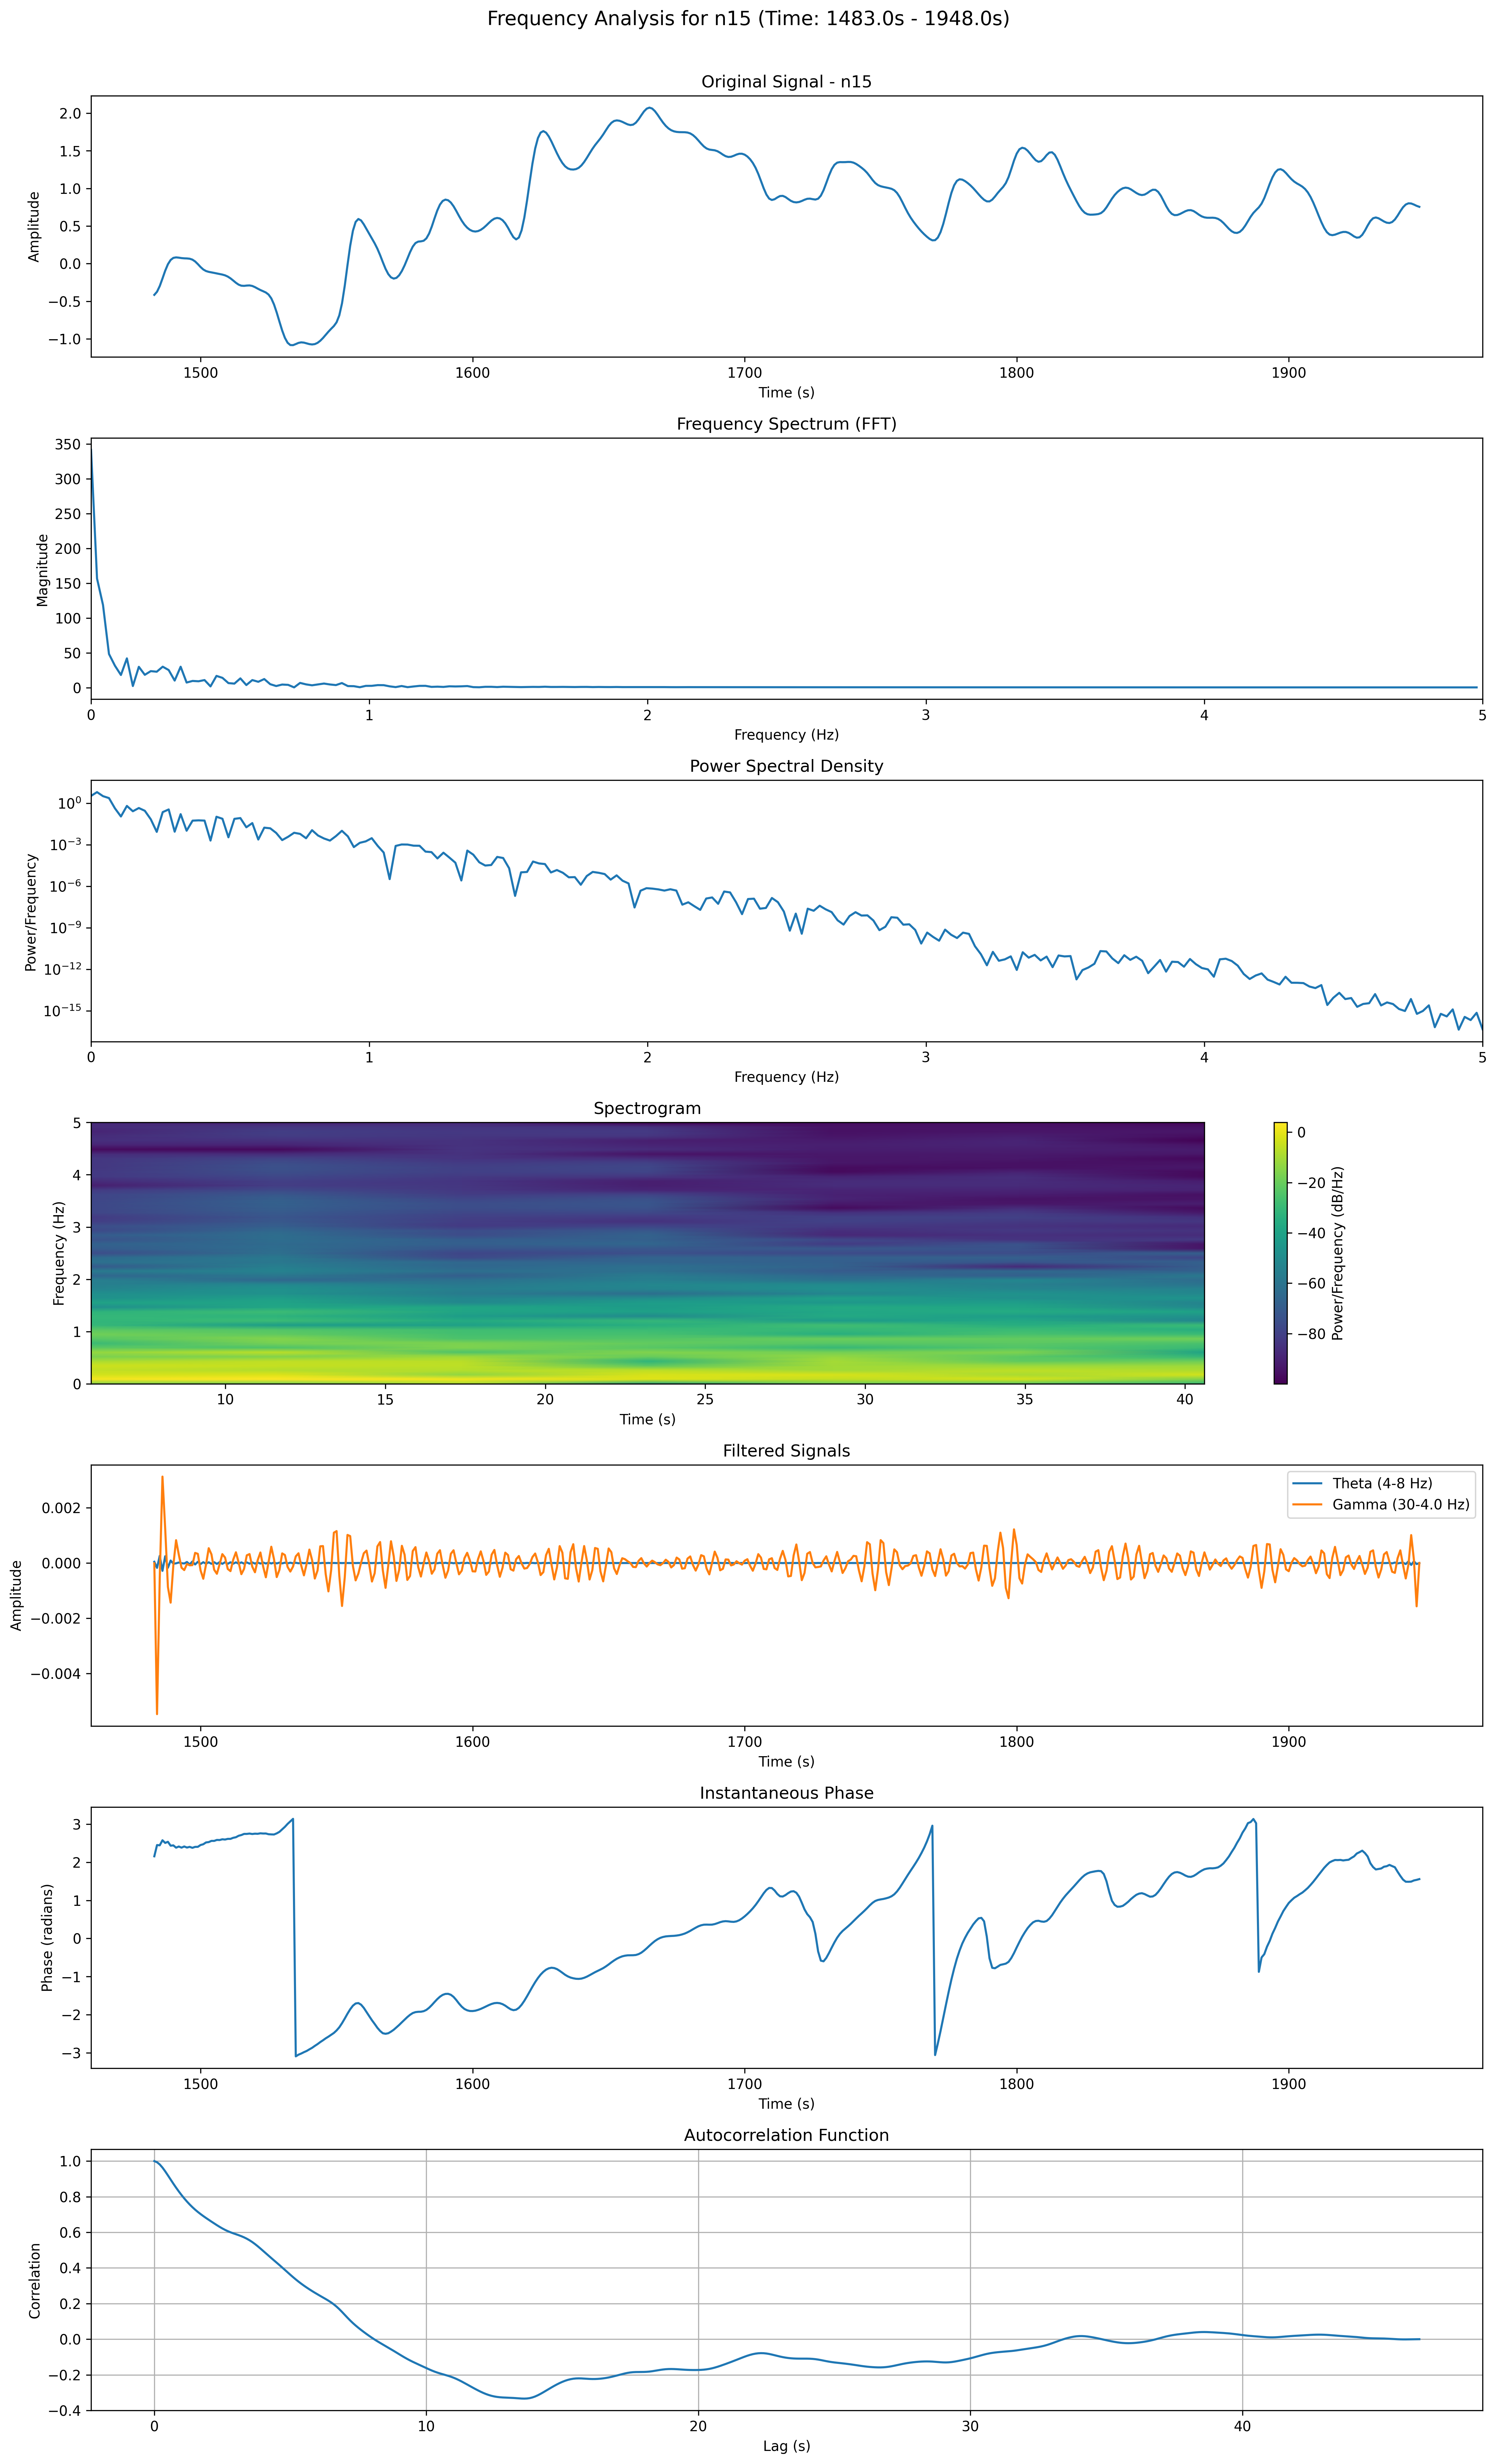 Frequency Analysis for n15 (Time: 1483.0s - 1948.0s)
Original Signal - n15
Amplitude
2.0
1.5
1.0
0.5
0.0
−0.5
−1.0
1500 1600 1700 1800 1900
Time (s)
Frequency Spectrum (FFT)
Magnitude
350
300
250
200
150
100
50
0
0 1 2 3 4 5
Frequency (Hz)
Power Spectral Density
Power/Frequency
10⁰
10⁻³
10⁻⁶
10⁻⁹
10⁻¹²
10⁻¹⁵
0 1 2 3 4 5
Frequency (Hz)
Spectrogram
Frequency (Hz)
5
4
3
2
1
0
10 15 20 25 30 35 40
Time (s)
0
−20
−40
−60
−80
Power/Frequency (dB/Hz)
Filtered Signals
Theta (4-8 Hz)
Gamma (30-4.0 Hz)
Amplitude
0.002
0.000
−0.002
−0.004
1500 1600 1700 1800 1900
Time (s)
Instantaneous Phase
Phase (radians)
3
2
1
0
−1
−2
−3
1500 1600 1700 1800 1900
Time (s)
Autocorrelation Function
Correlation
1.0
0.8
0.6
0.4
0.2
0.0
−0.2
−0.4
0 10 20 30 40
Lag (s)